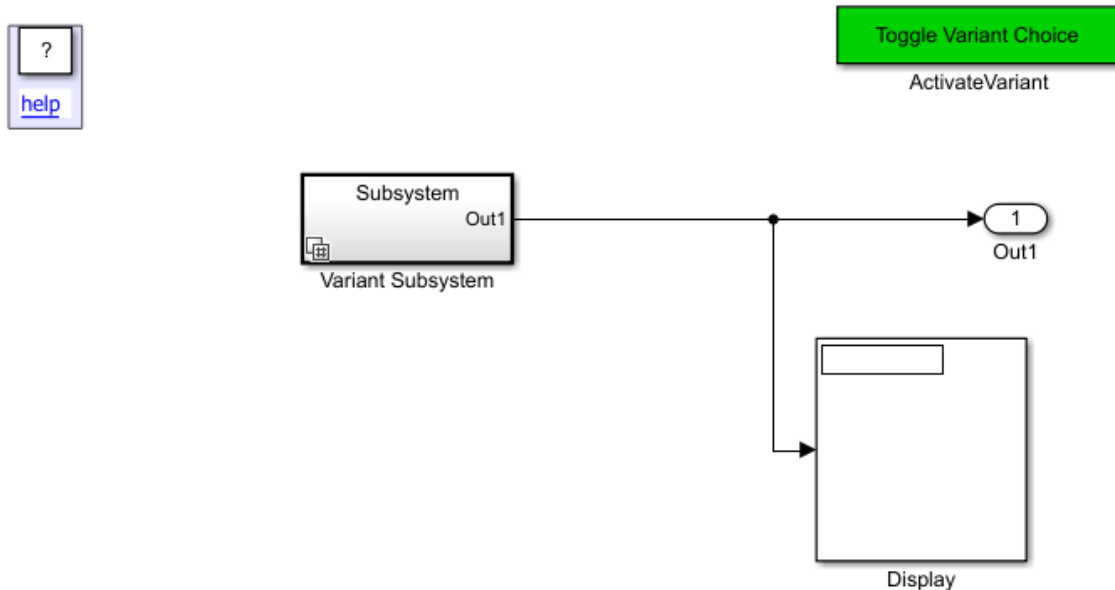 ?
help
Toggle Variant Choice
ActivateVariant
Subsystem
Out1
Variant Subsystem
1
Out1
Display